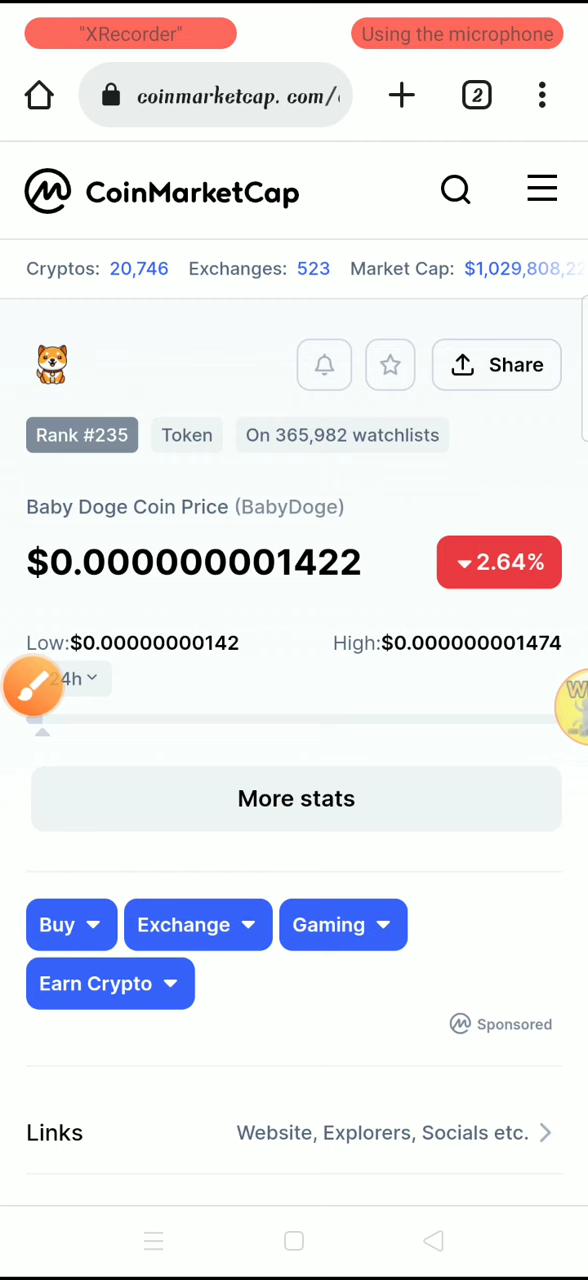 "XRecorder"
Using the microphone
coinmarketcap. com/
2
CoinMarketCap
Cryptos: 20,746 Exchanges: 523 Market Cap: $1,029,808,22
Share
Rank #235 Token On 365,982 watchlists
Baby Doge Coin Price (BabyDoge)
$0.000000001422
2.64%
Low:$0.00000000142 High:$0.000000001474
24h
W
More stats
Buy Exchange Gaming
Earn Crypto
Sponsored
Links Website, Explorers, Socials etc.